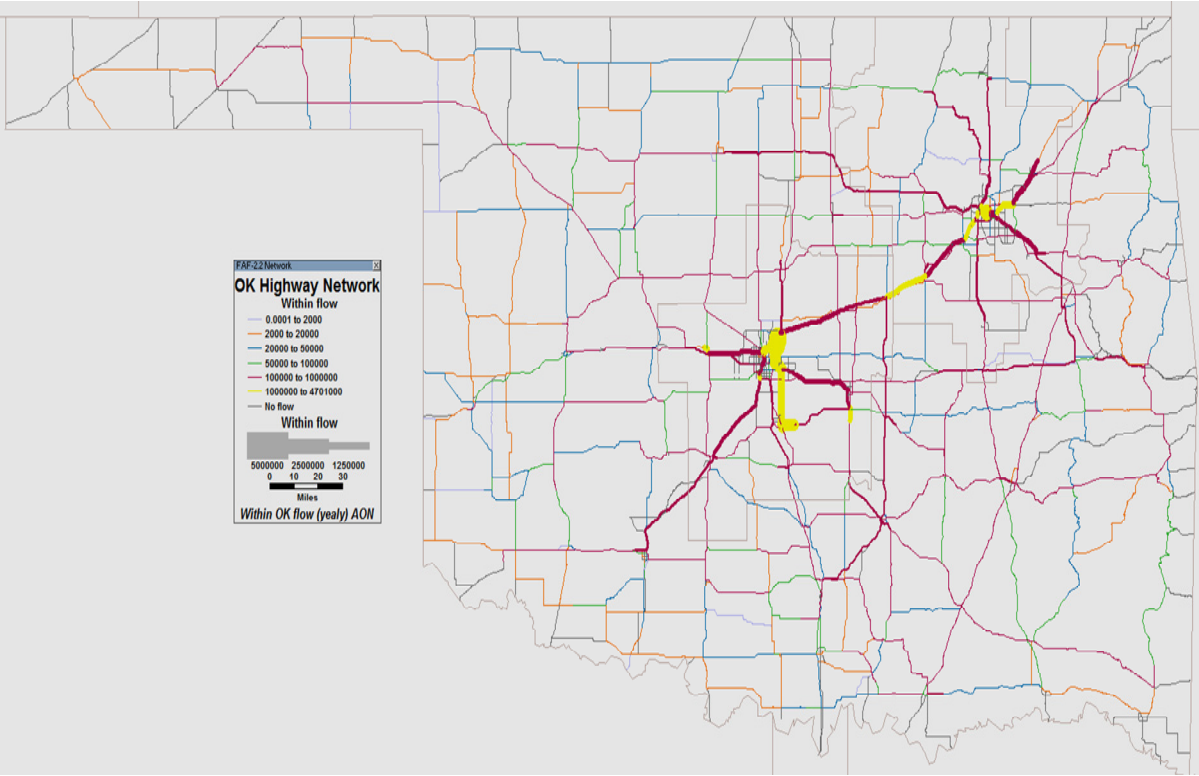 FAF-2.2 Network X
OK Highway Network
Within flow
0.0001 to 2000
2000 to 20000
20000 to 50000
50000 to 100000
100000 to 1000000
1000000 to 4701000
No flow
Within flow
5000000 2500000 1250000
0 10 20 30
Miles
Within OK flow (yealy) AON